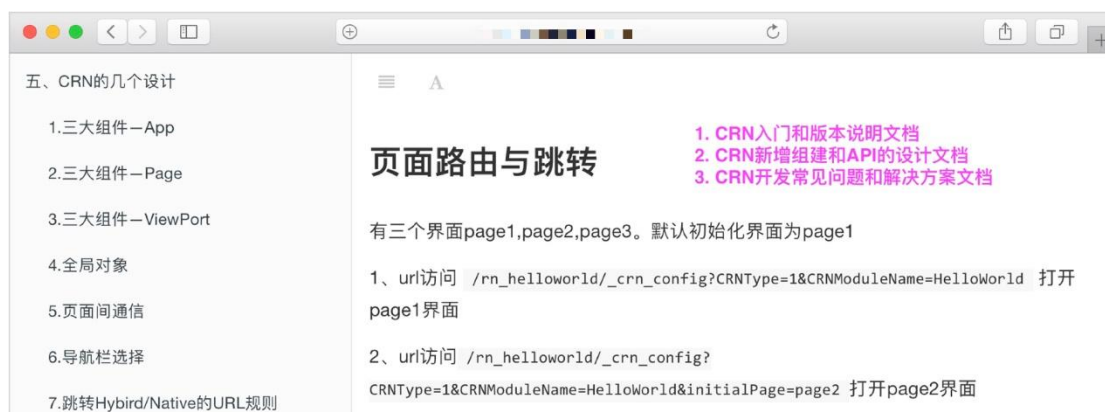 五、CRN的几个设计
1.三大组件—App
2.三大组件—Page
3.三大组件—ViewPort
4.全局对象
5.页面间通信
6.导航栏选择
7.跳转Hybird/Native的URL规则
A
页面路由与跳转
1. CRN入门和版本说明文档
2. CRN新增组建和API的设计文档
3. CRN开发常见问题和解决方案文档
有三个界面page1,page2,page3。默认初始化界面为page1
1、url访问 /rn_helloworld/_crn_config?CRNType=1&CRNModuleName=HelloWorld 打开
page1界面
2、url访问 /rn_helloworld/_crn_config?
CRNType=1&CRNModuleName=HelloWorld&initialPage=page2 打开page2界面